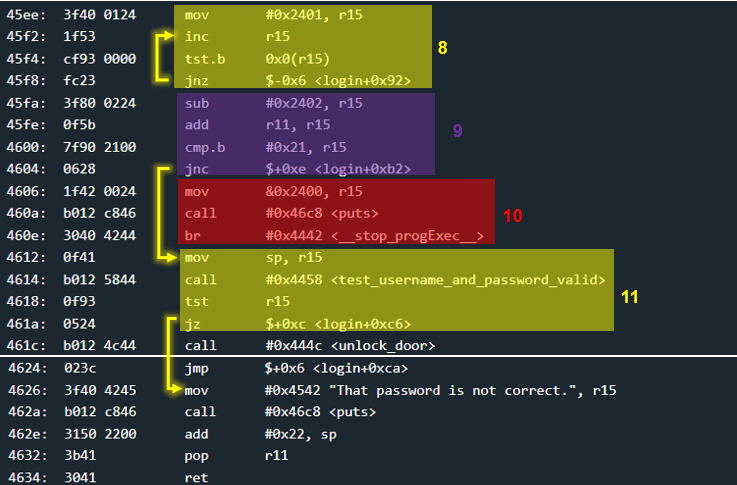 45ee: 3f40 0124 mov #0x2401, r15
45f2: 1f53 inc r15
45f4: cf93 0000 tst.b 0x0(r15)
45f8: fc23 jnz $-0x6 <login+0x92>
8
45fa: 3f80 0224 sub #0x2402, r15
45fe: 0f5b add r11, r15
4600: 7f90 2100 cmp.b #0x21, r15
4604: 0628 jnc $+0xe <login+0xb2>
9
4606: 1f42 0024 mov &0x2400, r15
460a: b012 c846 call #0x46c8 <puts>
460e: 3040 4244 br #0x4442 <__stop_progExec__>
10
4612: 0f41 mov sp, r15
4614: b012 5844 call #0x4458 <test_username_and_password_valid>
4618: 0f93 tst r15
461a: 0524 jz $+0xc <login+0xc6>
11
461c: b012 4c44 call #0x444c <unlock_door>
4624: 023c jmp $+0x6 <login+0xca>
4626: 3f40 4245 mov #0x4542 "That password is not correct.", r15
462a: b012 c846 call #0x46c8 <puts>
462e: 3150 2200 add #0x22, sp
4632: 3b41 pop r11
4634: 3041 ret